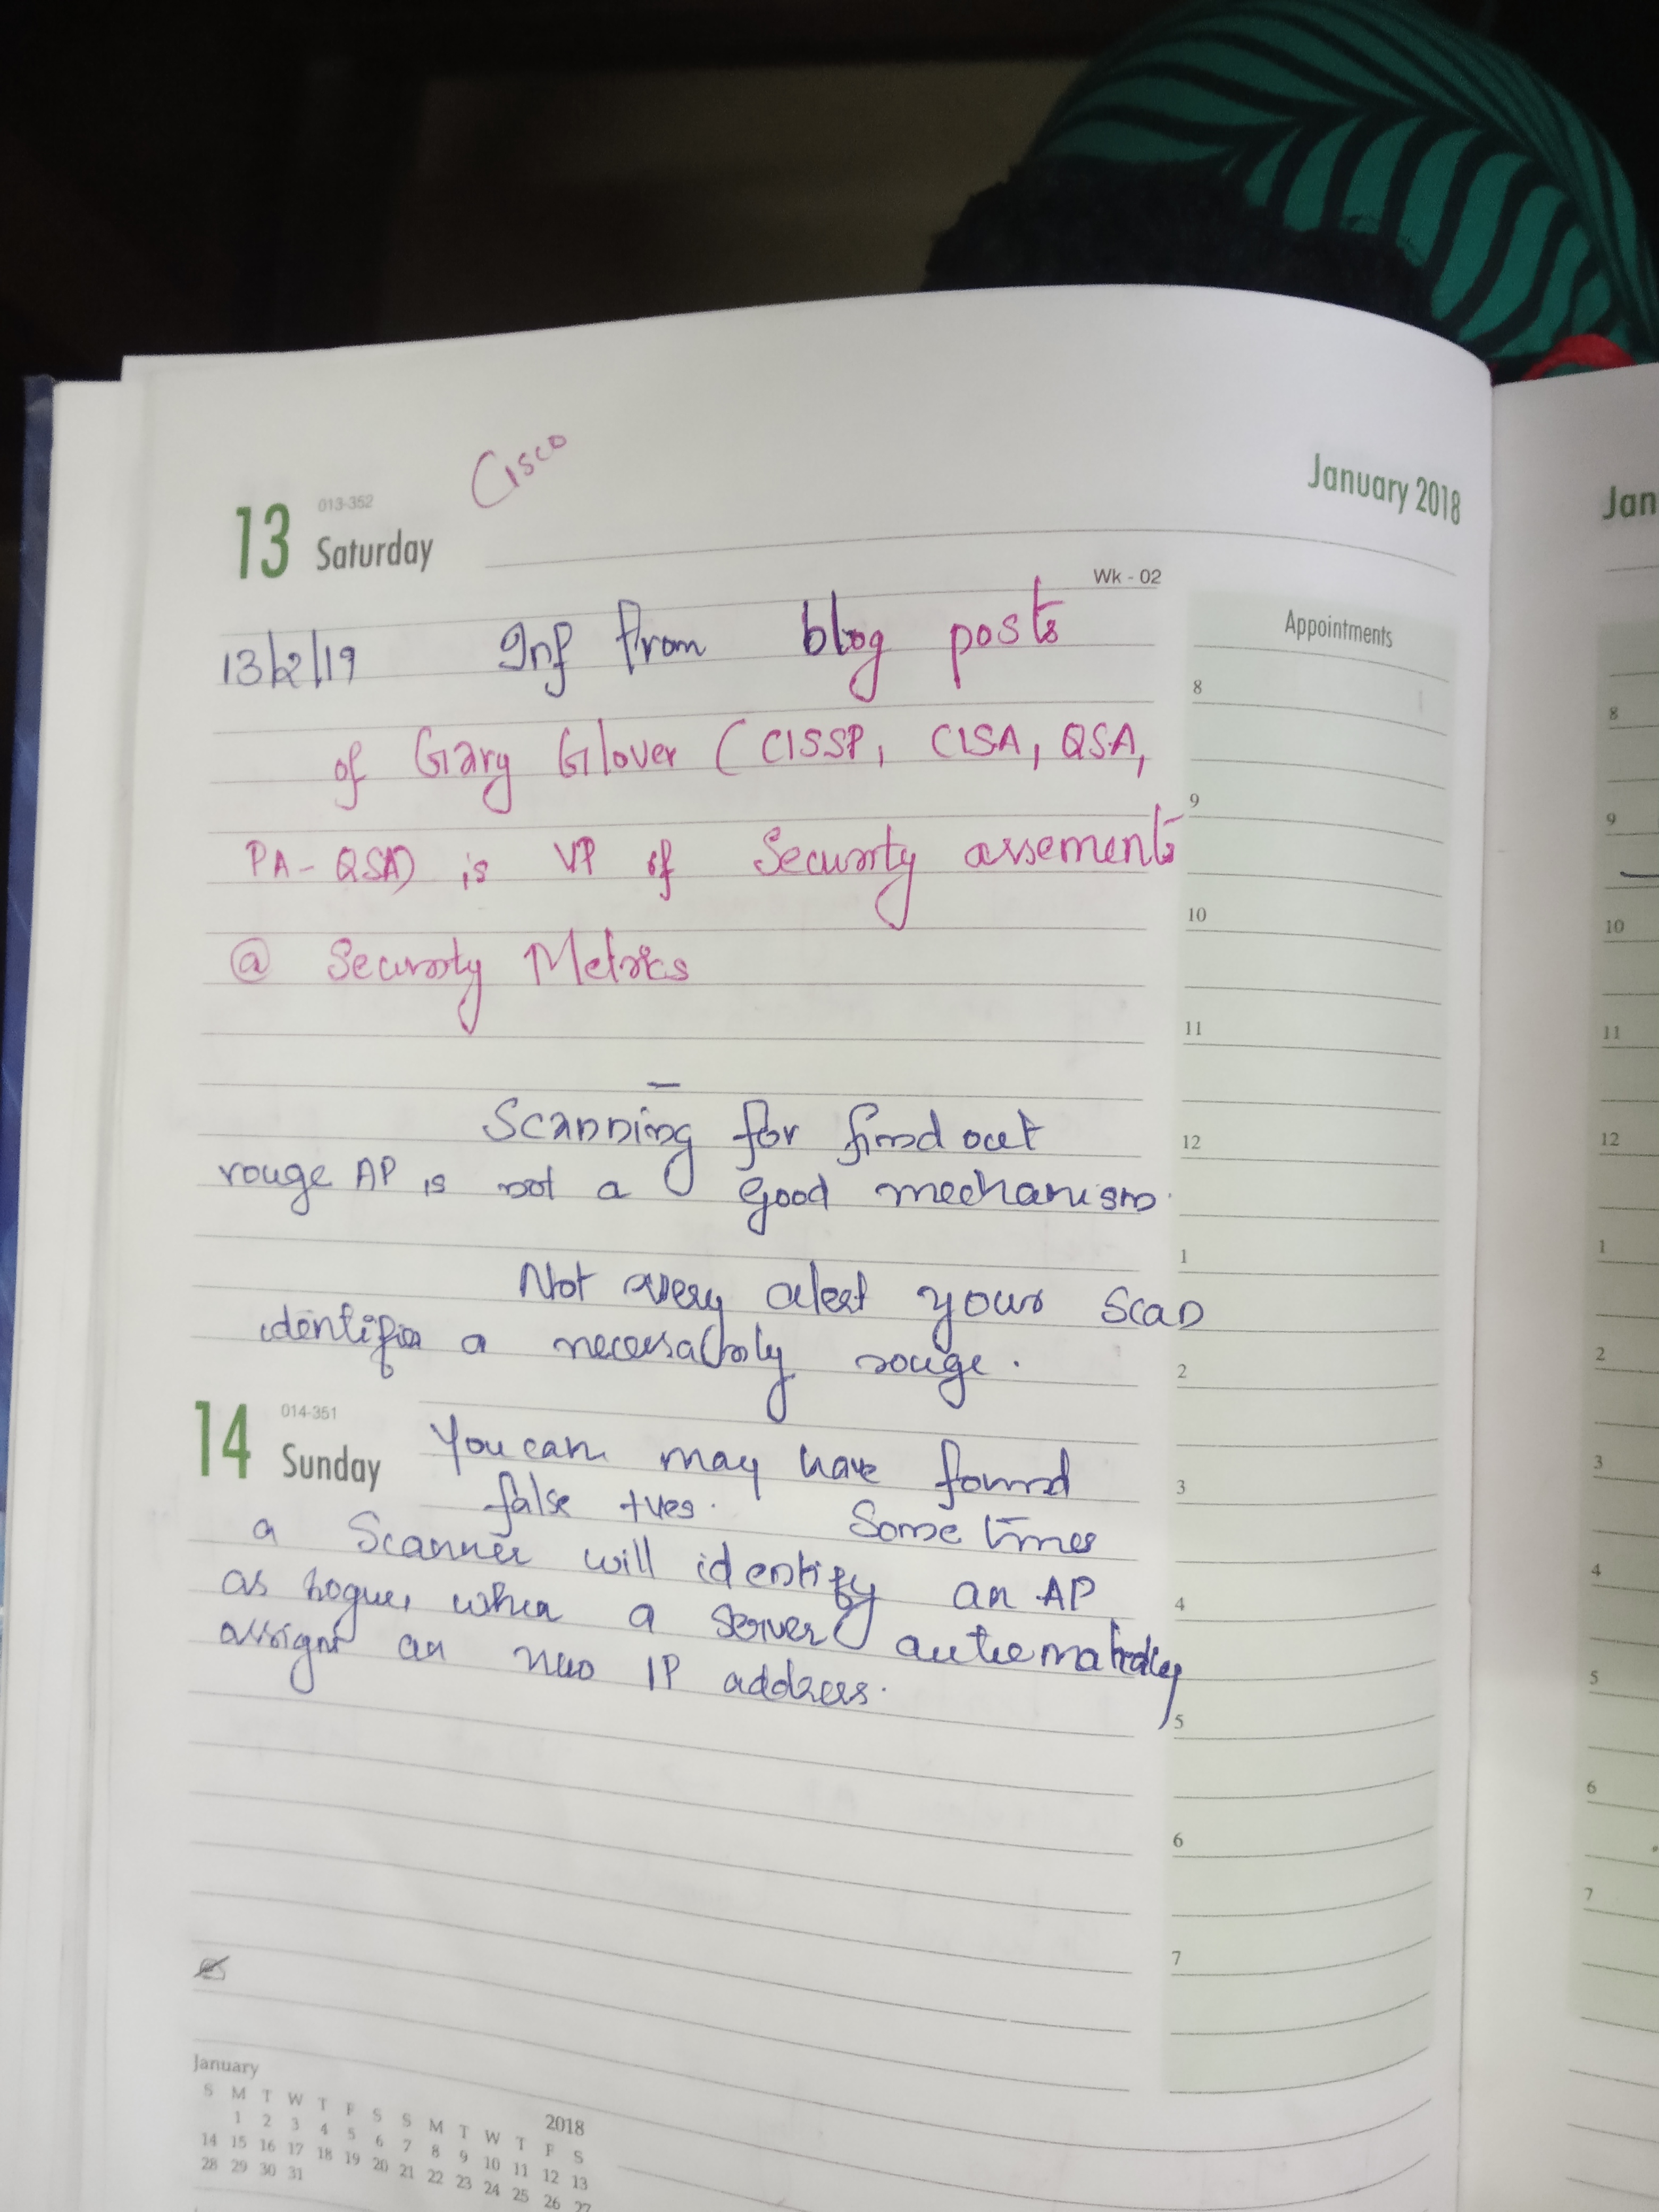 Cisco
January 2018
13 013-352
Saturday
Wk - 02
13/2/19 Inf from blog posts
of Gary Glover (CISSP, CISA, QSA,
PA-QSA) is VP of Security assements
@ Security Metrics
Scanning for find out
rouge AP is not a good mechanism.
Not every alert your scan
identifies a necessarly rouge.
14 014-351
Sunday
You can may have found
false +ves. Sometimes
a Scanner will identify an AP
as rogue, when a server automatically
assigns an new IP address.
Appointments
8
9
10
11
12
1
2
3
4
5
6
7
January 2018
S M T W T F S S M T W T F S
1 2 3 4 5 6 7 8 9 10 11 12 13
14 15 16 17 18 19 20 21 22 23 24 25 26 27
28 29 30 31
Jan
8
9
10
11
12
1
2
3
4
5
6
7